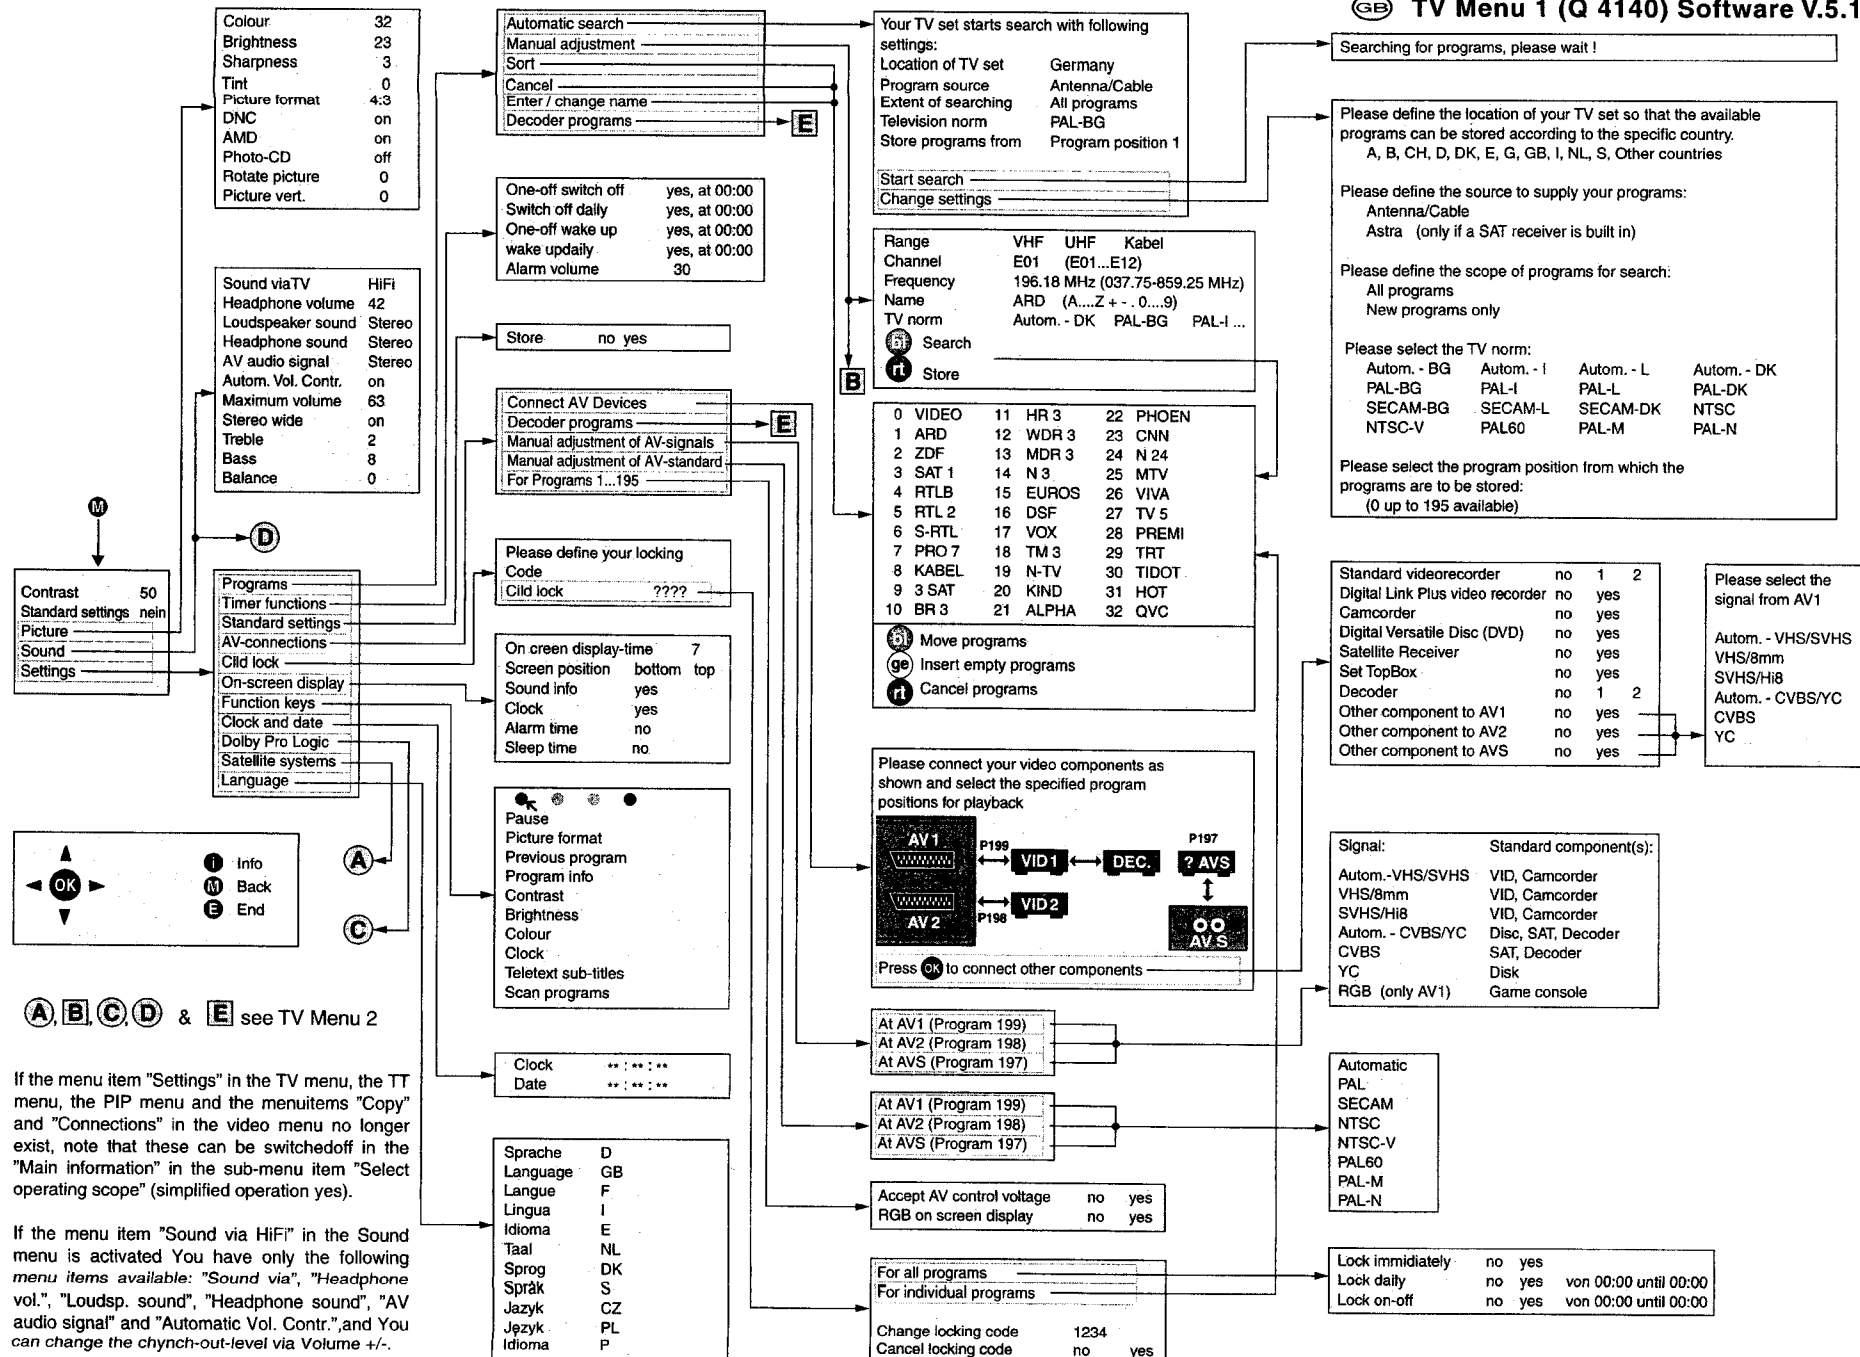 GB TV Menu 1 (Q 4140) Software V.5.1
Colour 32
Brightness 23
Sharpness 3
Tint 0
Picture format 4:3
DNC on
AMD on
Photo-CD off
Rotate picture 0
Picture vert. 0
Sound viaTV HiFi
Headphone volume 42
Loudspeaker sound Stereo
Headphone sound Stereo
AV audio signal Stereo
Autom. Vol. Contr. on
Maximum volume 63
Stereo wide on
Treble 2
Bass 8
Balance 0
M
D
Contrast 50
Standard settings nein
Picture
Sound
Settings
Programs
Timer functions
Standard settings
AV-connections
Cild lock
On-screen display
Function keys
Clock and date
Dolby Pro Logic
Satellite systems
Language
OK
i Info
M Back
E End
A
C
A, B, C, D & E see TV Menu 2
If the menu item "Settings" in the TV menu, the TT
menu, the PIP menu and the menuitems "Copy"
and "Connections" in the video menu no longer
exist, note that these can be switchedoff in the
"Main information" in the sub-menu item "Select
operating scope" (simplified operation yes).
If the menu item "Sound via HiFi" in the Sound
menu is activated You have only the following
menu items available: "Sound via", "Headphone
vol.", "Loudsp. sound", "Headphone sound", "AV
audio signal" and "Automatic Vol. Contr.",and You
can change the chynch-out-level via Volume +/-.
Automatic search
Manual adjustment
Sort
Cancel
Enter / change name
Decoder programs
E
One-off switch off yes, at 00:00
Switch off daily yes, at 00:00
One-off wake up yes, at 00:00
wake updaily yes, at 00:00
Alarm volume 30
Store no yes
Connect AV Devices
Decoder programs
E
Manual adjustment of AV-signals
Manual adjustment of AV-standard
For Programs 1...195
Please define your locking
Code
Cild lock ????
On creen display-time 7
Screen position bottom top
Sound info yes
Clock yes
Alarm time no
Sleep time no
Pause
Picture format
Previous program
Program info
Contrast
Brightness
Colour
Clock
Teletext sub-titles
Scan programs
Clock ** : ** : **
Date ** : ** : **
Sprache D
Language GB
Langue F
Lingua I
Idioma E
Taal NL
Sprog DK
Språk S
Jazyk CZ
Język PL
Idioma P
Your TV set starts search with following
settings:
Location of TV set Germany
Program source Antenna/Cable
Extent of searching All programs
Television norm PAL-BG
Store programs from Program position 1
Start search
Change settings
Range VHF UHF Kabel
Channel E01 (E01...E12)
Frequency 196.18 MHz (037.75-859.25 MHz)
Name ARD (A....Z + - . 0....9)
TV norm Autom. - DK PAL-BG PAL-I ...
bl Search
rt Store
B
0 VIDEO 11 HR 3 22 PHOEN
1 ARD 12 WDR 3 23 CNN
2 ZDF 13 MDR 3 24 N 24
3 SAT 1 14 N 3 25 MTV
4 RTLB 15 EUROS 26 VIVA
5 RTL 2 16 DSF 27 TV 5
6 S-RTL 17 VOX 28 PREMI
7 PRO 7 18 TM 3 29 TRT
8 KABEL 19 N-TV 30 TIDOT
9 3 SAT 20 KIND 31 HOT
10 BR 3 21 ALPHA 32 QVC
bl Move programs
ge Insert empty programs
rt Cancel programs
Please connect your video components as
shown and select the specified program
positions for playback
AV 1 P199 VID 1 DEC. P197 ? AVS
AV 2 P198 VID 2 AV S
Press OK to connect other components
At AV1 (Program 199)
At AV2 (Program 198)
At AVS (Program 197)
At AV1 (Program 199)
At AV2 (Program 198)
At AVS (Program 197)
Accept AV control voltage no yes
RGB on screen display no yes
For all programs
For individual programs
Change locking code 1234
Cancel locking code no yes
Searching for programs, please wait !
Please define the location of your TV set so that the available
programs can be stored according to the specific country.
A, B, CH, D, DK, E, G, GB, I, NL, S, Other countries
Please define the source to supply your programs:
Antenna/Cable
Astra (only if a SAT receiver is built in)
Please define the scope of programs for search:
All programs
New programs only
Please select the TV norm:
Autom. - BG Autom. - I Autom. - L Autom. - DK
PAL-BG PAL-I PAL-L PAL-DK
SECAM-BG SECAM-L SECAM-DK NTSC
NTSC-V PAL60 PAL-M PAL-N
Please select the program position from which the
programs are to be stored:
(0 up to 195 available)
Standard videorecorder no 1 2
Digital Link Plus video recorder no yes
Camcorder no yes
Digital Versatile Disc (DVD) no yes
Satellite Receiver no yes
Set TopBox no yes
Decoder no 1 2
Other component to AV1 no yes
Other component to AV2 no yes
Other component to AVS no yes
Please select the
signal from AV1
Autom. - VHS/SVHS
VHS/8mm
SVHS/Hi8
Autom. - CVBS/YC
CVBS
YC
Signal: Standard component(s):
Autom.-VHS/SVHS VID, Camcorder
VHS/8mm VID, Camcorder
SVHS/Hi8 VID, Camcorder
Autom. - CVBS/YC Disc, SAT, Decoder
CVBS SAT, Decoder
YC Disk
RGB (only AV1) Game console
Automatic
PAL
SECAM
NTSC
NTSC-V
PAL60
PAL-M
PAL-N
Lock immidiately no yes
Lock daily no yes von 00:00 until 00:00
Lock on-off no yes von 00:00 until 00:00